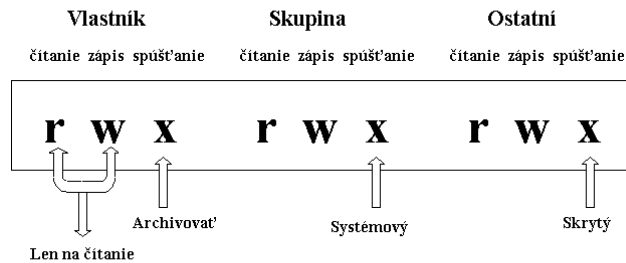 Vlastník Skupina Ostatní
čítanie zápis spúšťanie čítanie zápis spúšťanie čítanie zápis spúšťanie
r w x r w x r w x
Archivovať Systémový Skrytý
Len na čítanie